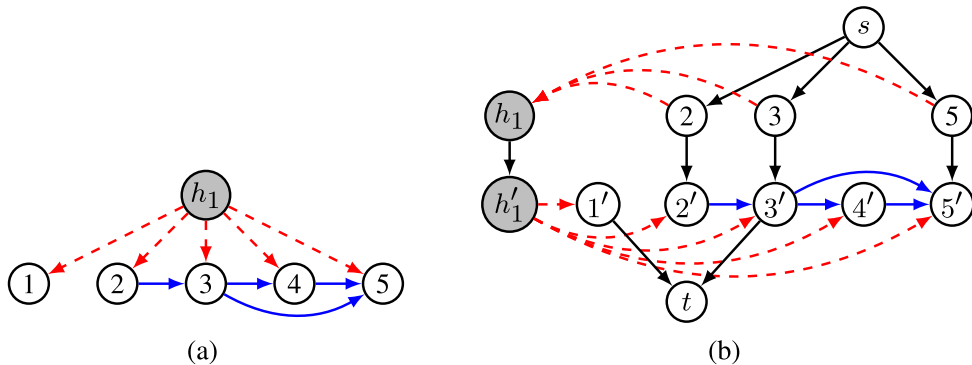 s
h₁ 2 3 5
h₁
h′₁ 1′ 2′ 3′ 4′ 5′
1 2 3 4 5
t
(a) (b)